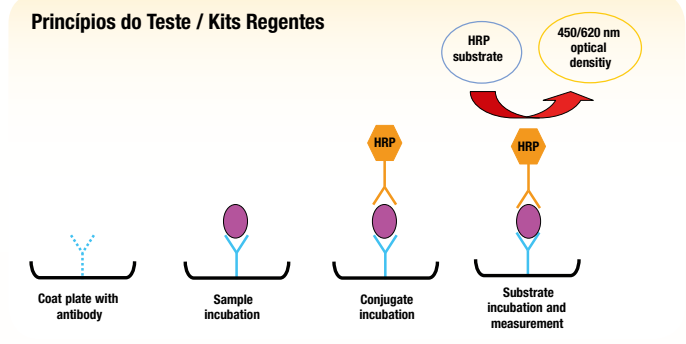 Princípios do Teste / Kits Regentes
HRP
substrate
450/620 nm
optical
densitiy
HRP
HRP
Coat plate with
antibody
Sample
incubation
Conjugate
incubation
Substrate
incubation and
measurement